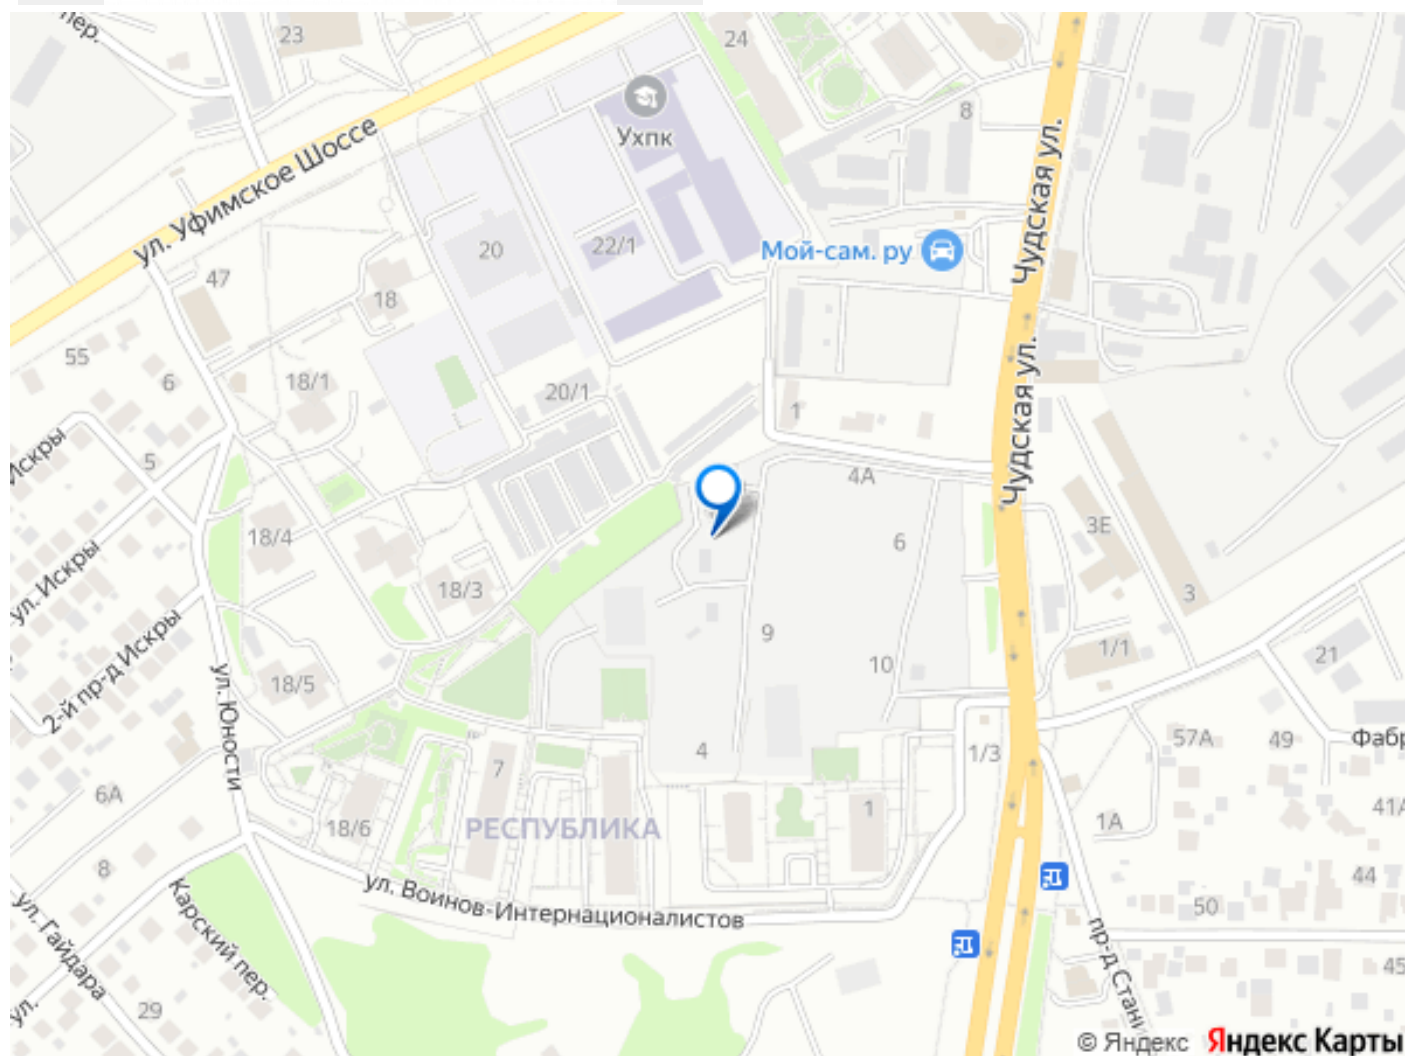 пер.
23
24
Ухпк
8
ул. Уфимское Шоссе
Чудская ул.
20
22/1
Мой-сам. ру
47
18
55
6
18/1
20/1
1
Чудская ул.
Искры
5
4А
3Е
18/4
6
ул. Искры
18/3
3
2-й пр-д Искры
9
10
1/1
21
ул. Юности
18/5
4
1/3
57А
49
Фабр
7
6А
18/6
РЕСПУБЛИКА
1
1А
41А
8
44
ул. Воинов-Интернационалистов
50
Карский пер.
ул. Гайдара
пр-д Стани
45
ул.
29
© Яндекс Яндекс Карты